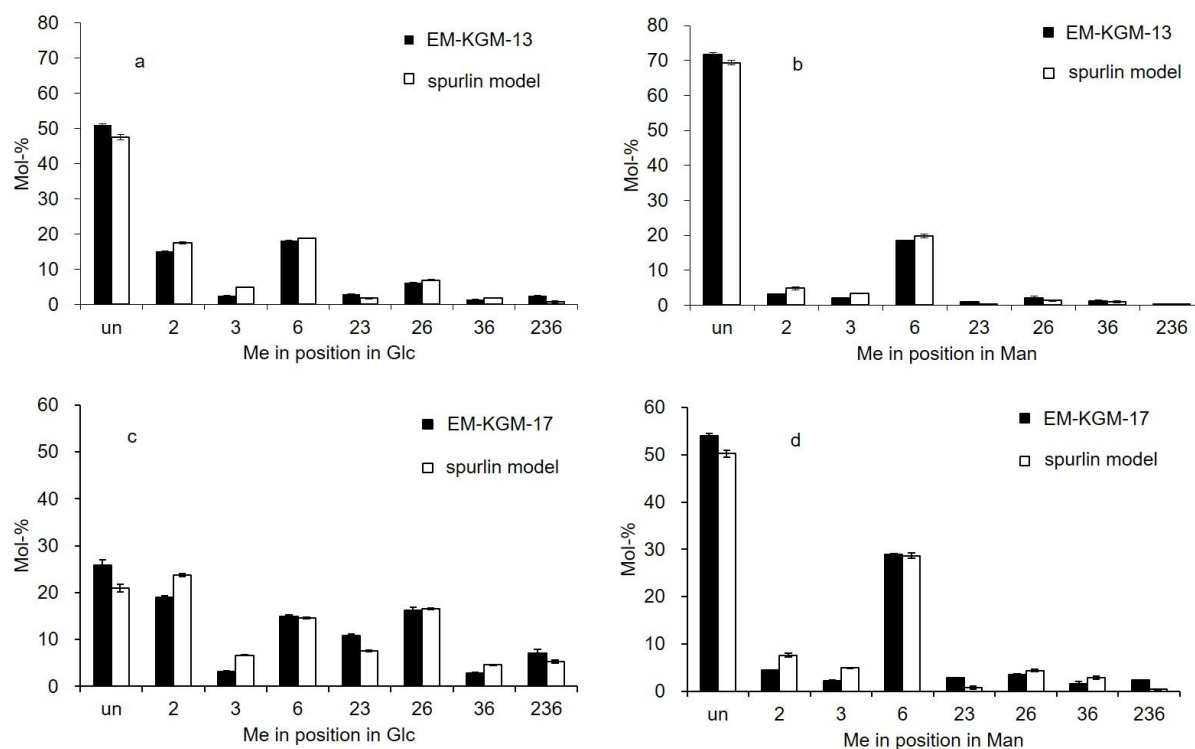 80
70
60
50
40
30
20
10
0
Mol-%
a
EM-KGM-13
spurlin model
un 2 3 6 23 26 36 236
Me in position in Glc
80
70
60
50
40
30
20
10
0
Mol-%
b
EM-KGM-13
spurlin model
un 2 3 6 23 26 36 236
Me in position in Man
60
50
40
30
20
10
0
Mol-%
c
EM-KGM-17
spurlin model
un 2 3 6 23 26 36 236
Me in position in Glc
60
50
40
30
20
10
0
Mol-%
d
EM-KGM-17
spurlin model
un 2 3 6 23 26 36 236
Me in position in Man